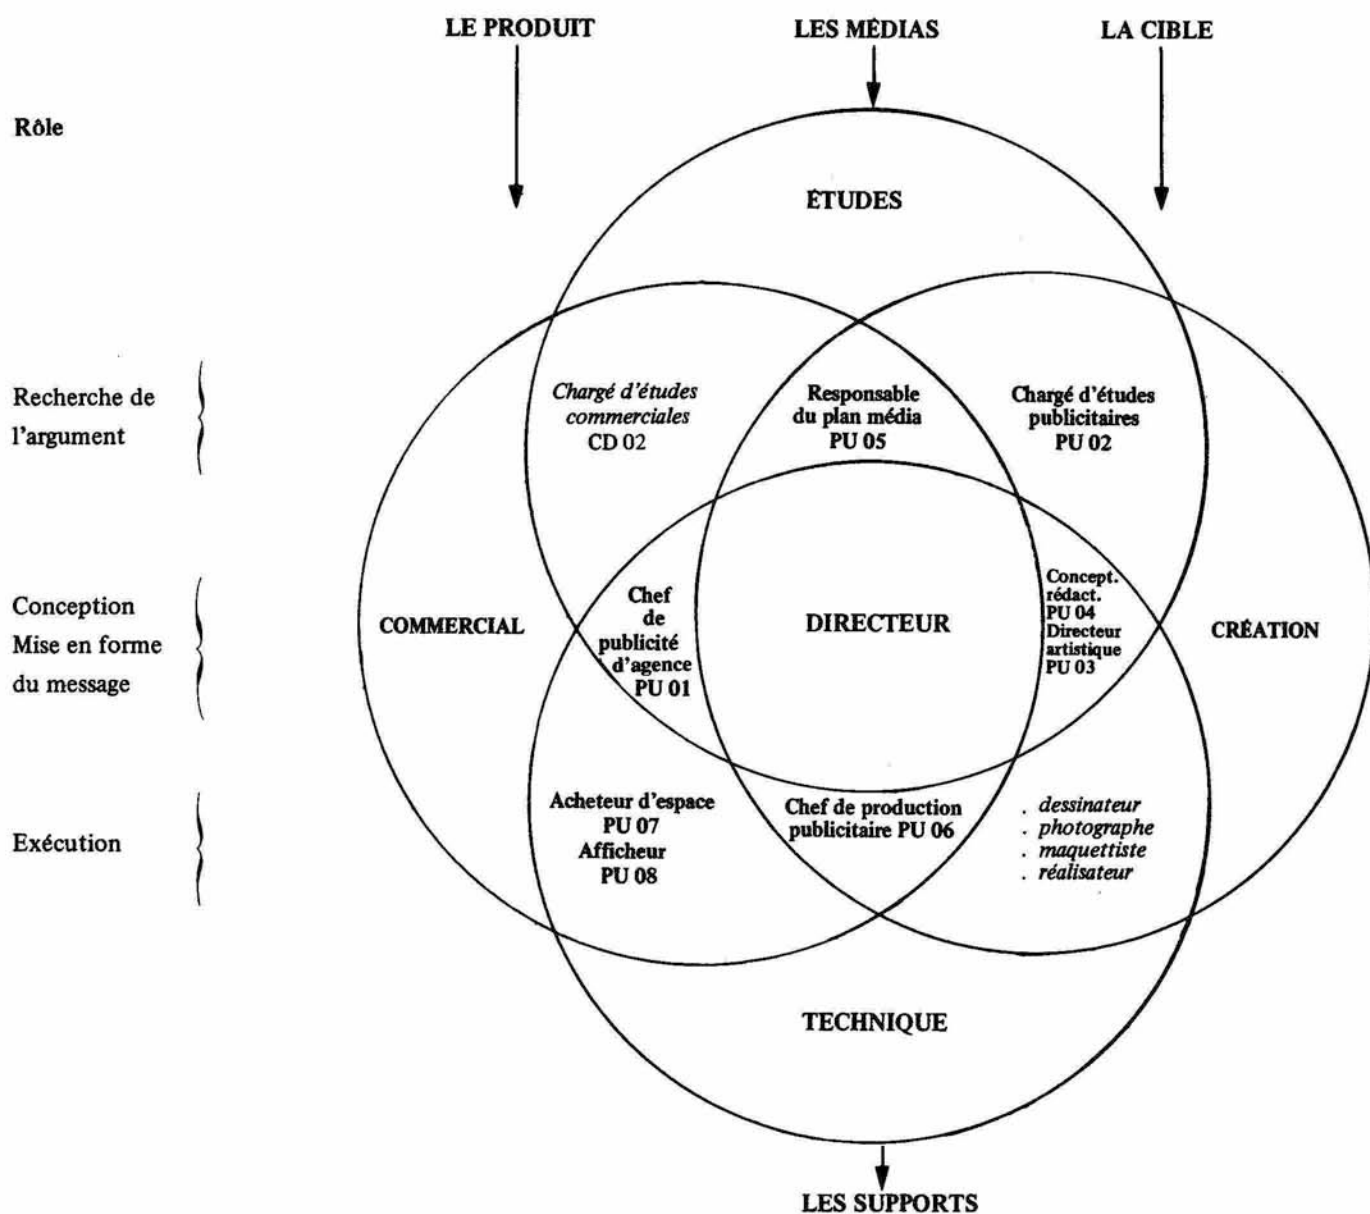 LE PRODUIT
LES MÉDIAS
LA CIBLE
Rôle
ÉTUDES
Recherche de
l'argument
Chargé d'études
commerciales
CD 02
Responsable
du plan média
PU 05
Chargé d'études
publicitaires
PU 02
Conception
Mise en forme
du message
COMMERCIAL
Chef
de
publicité
d'agence
PU 01
DIRECTEUR
Concept.
rédact.
PU 04
Directeur
artistique
PU 03
CRÉATION
Exécution
Acheteur d'espace
PU 07
Afficheur
PU 08
Chef de production
publicitaire PU 06
. dessinateur
. photographe
. maquettiste
. réalisateur
TECHNIQUE
LES SUPPORTS